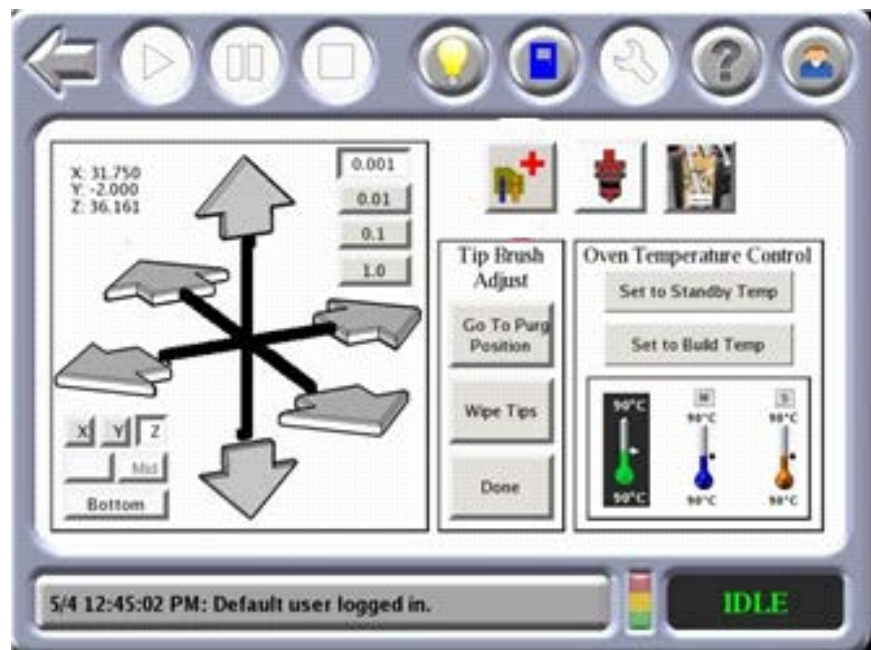 X: 31.750
Y: -2.000
Z: 36.161
0.001
0.01
0.1
1.0
X Y Z
Mid
Bottom
Tip Brush
Adjust
Go To Purg
Position
Wipe Tips
Done
Oven Temperature Control
Set to Standby Temp
Set to Build Temp
M S
90°C 90°C 90°C
90°C 90°C 90°C
5/4 12:45:02 PM: Default user logged in.
IDLE